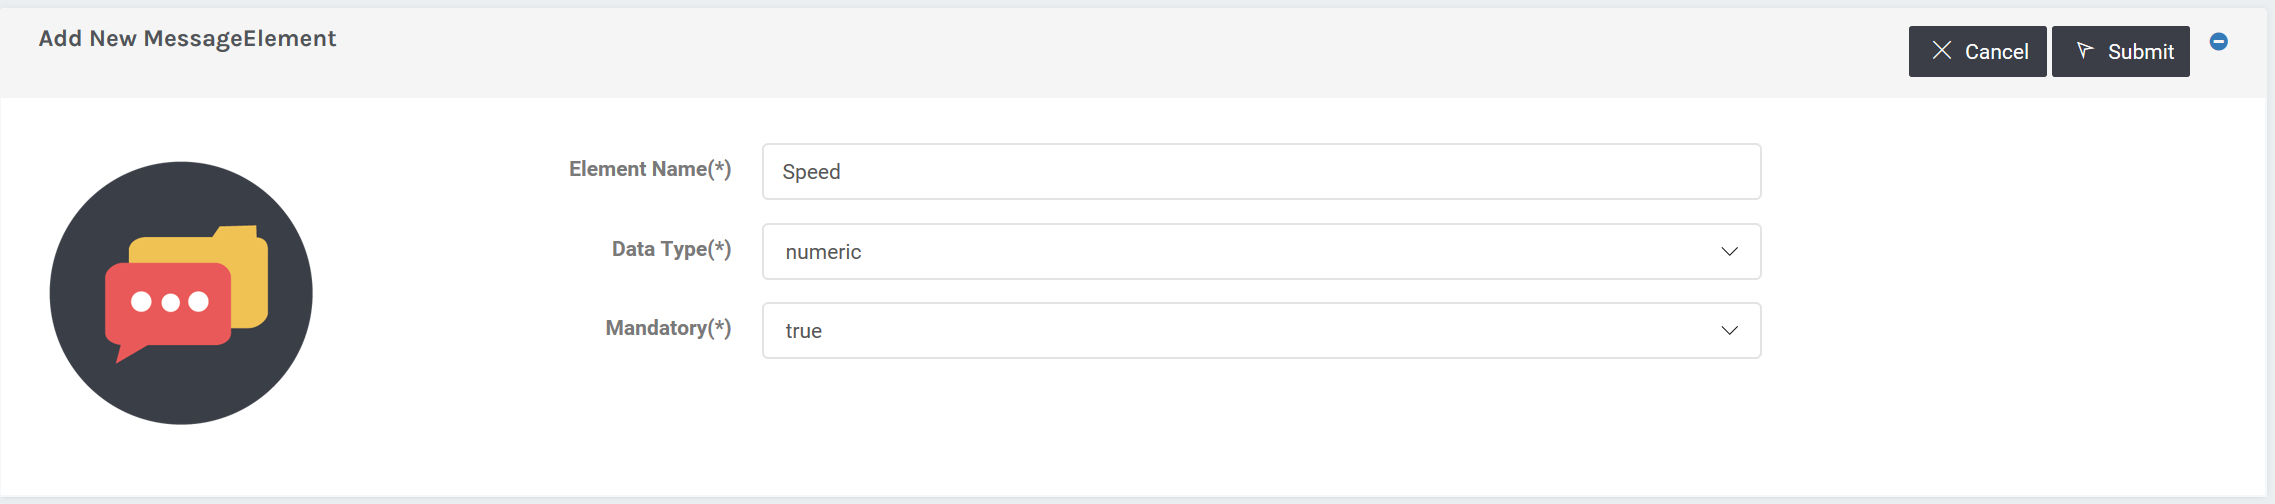 Add New MessageElement
Cancel
Submit
Element Name(*)
Speed
Data Type(*)
numeric
Mandatory(*)
true